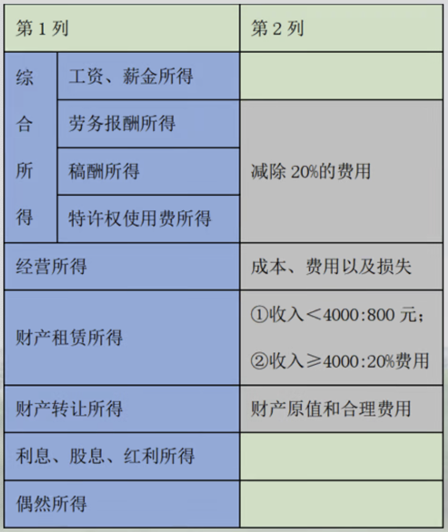 第1列
第2列
综合所得
工资、薪金所得
劳务报酬所得
稿酬所得
特许权使用费所得
减除20%的费用
经营所得
成本、费用以及损失
财产租赁所得
①收入＜4000:800元；
②收入≥4000:20%费用
财产转让所得
财产原值和合理费用
利息、股息、红利所得
偶然所得